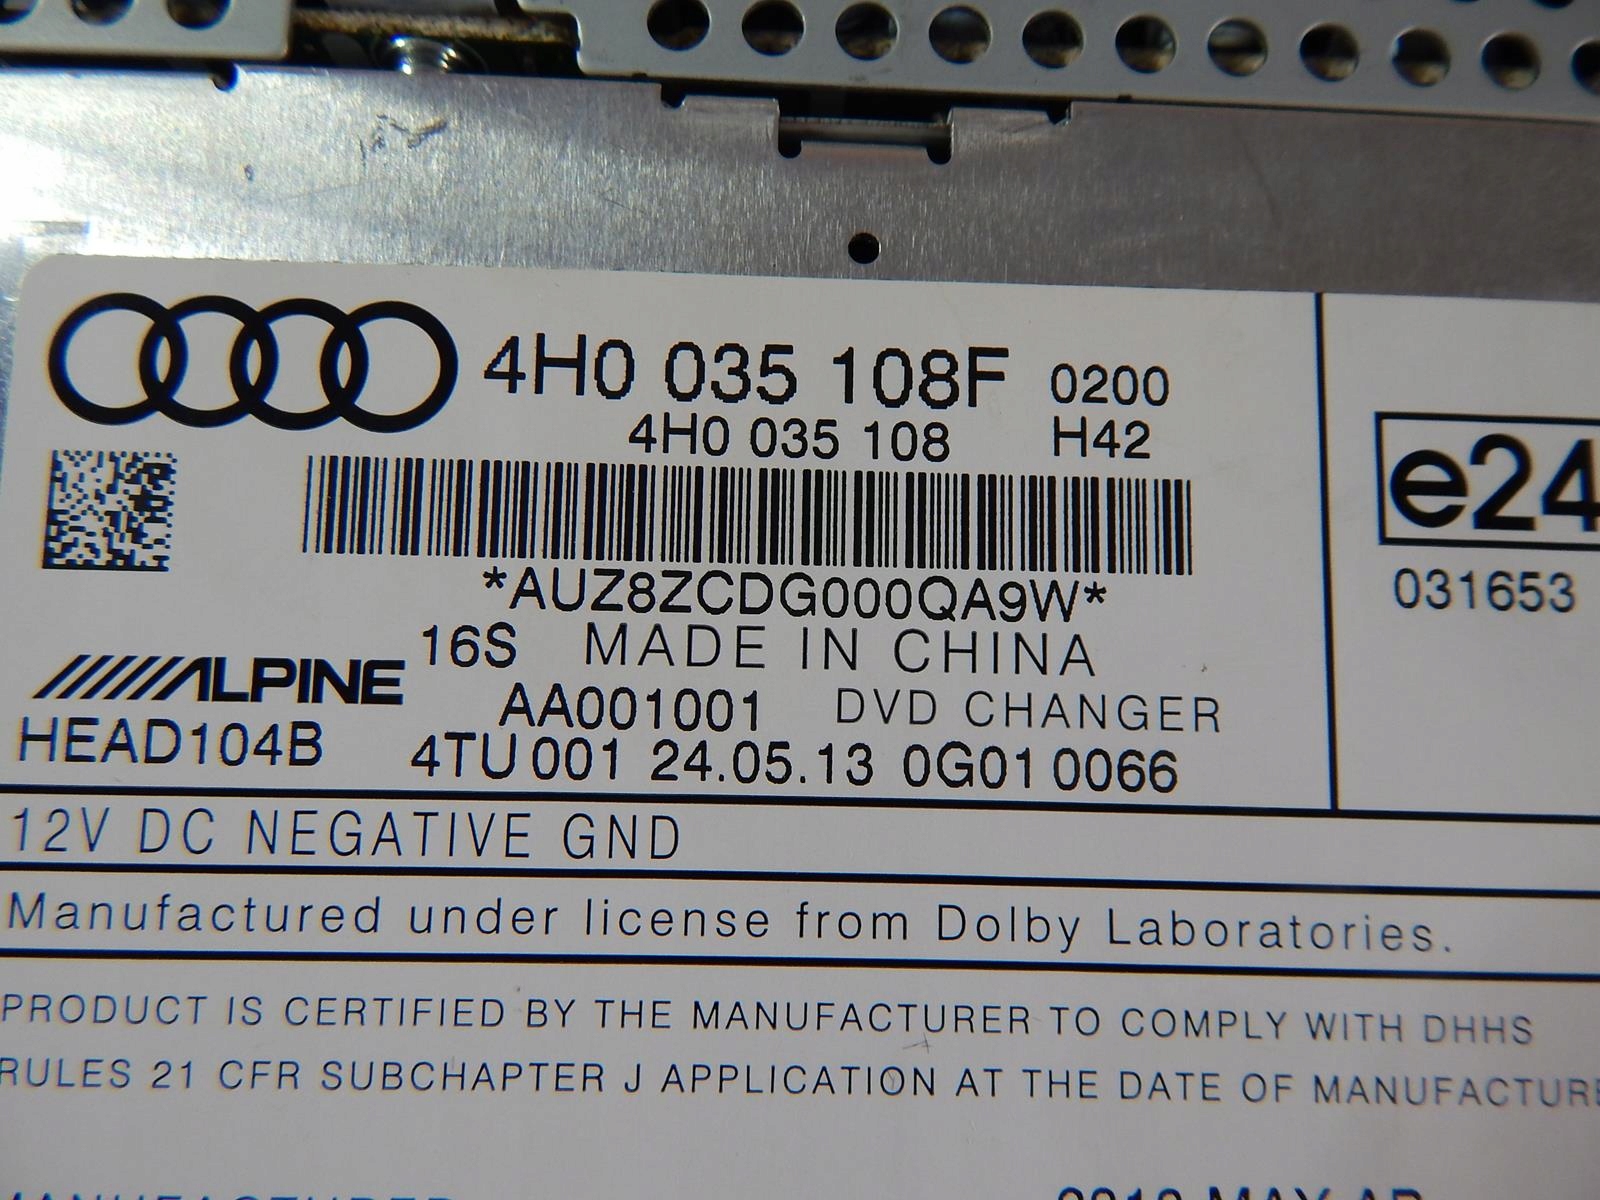 4H0 035 108F 0200
4H0 035 108 H42
*AUZ8ZCDG000QA9W*
16S MADE IN CHINA
ALPINE
AA001001 DVD CHANGER
HEAD104B 4TU 001 24.05.13 0G01 0066
e24
031653
12V DC NEGATIVE GND
Manufactured under license from Dolby Laboratories.
PRODUCT IS CERTIFIED BY THE MANUFACTURER TO COMPLY WITH DHHS
RULES 21 CFR SUBCHAPTER J APPLICATION AT THE DATE OF MANUFACTURE